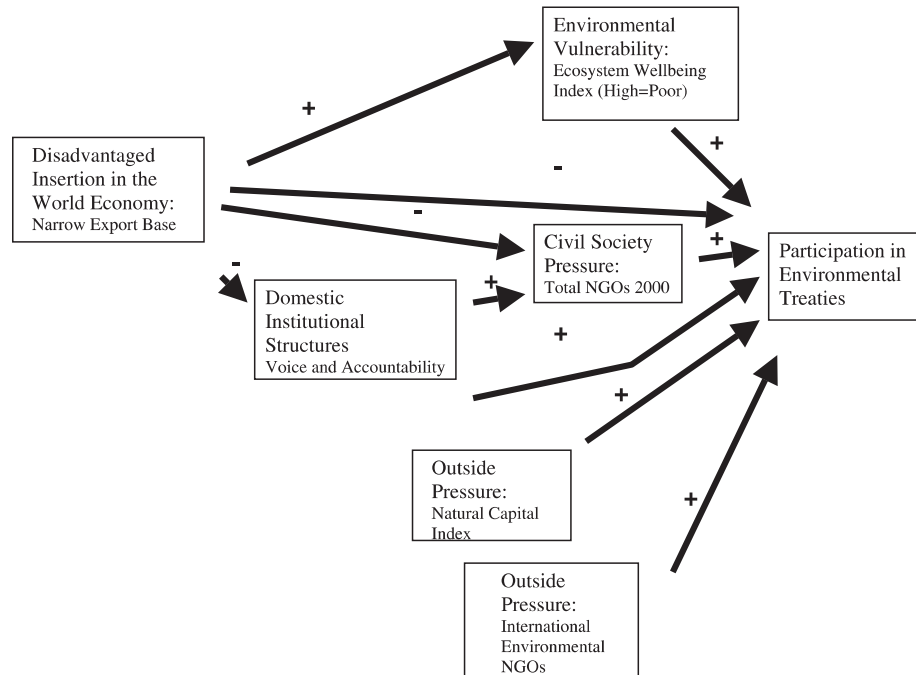 Environmental
Vulnerability:
Ecosystem Wellbeing
Index (High=Poor)
+
+
Disadvantaged
Insertion in the
World Economy:
Narrow Export Base
-
-
Civil Society
Pressure:
Total NGOs 2000
+
Participation in
Environmental
Treaties
-
Domestic
Institutional
Structures
Voice and Accountability
+
+
+
Outside
Pressure:
Natural Capital
Index
+
Outside
Pressure:
International
Environmental
NGOs